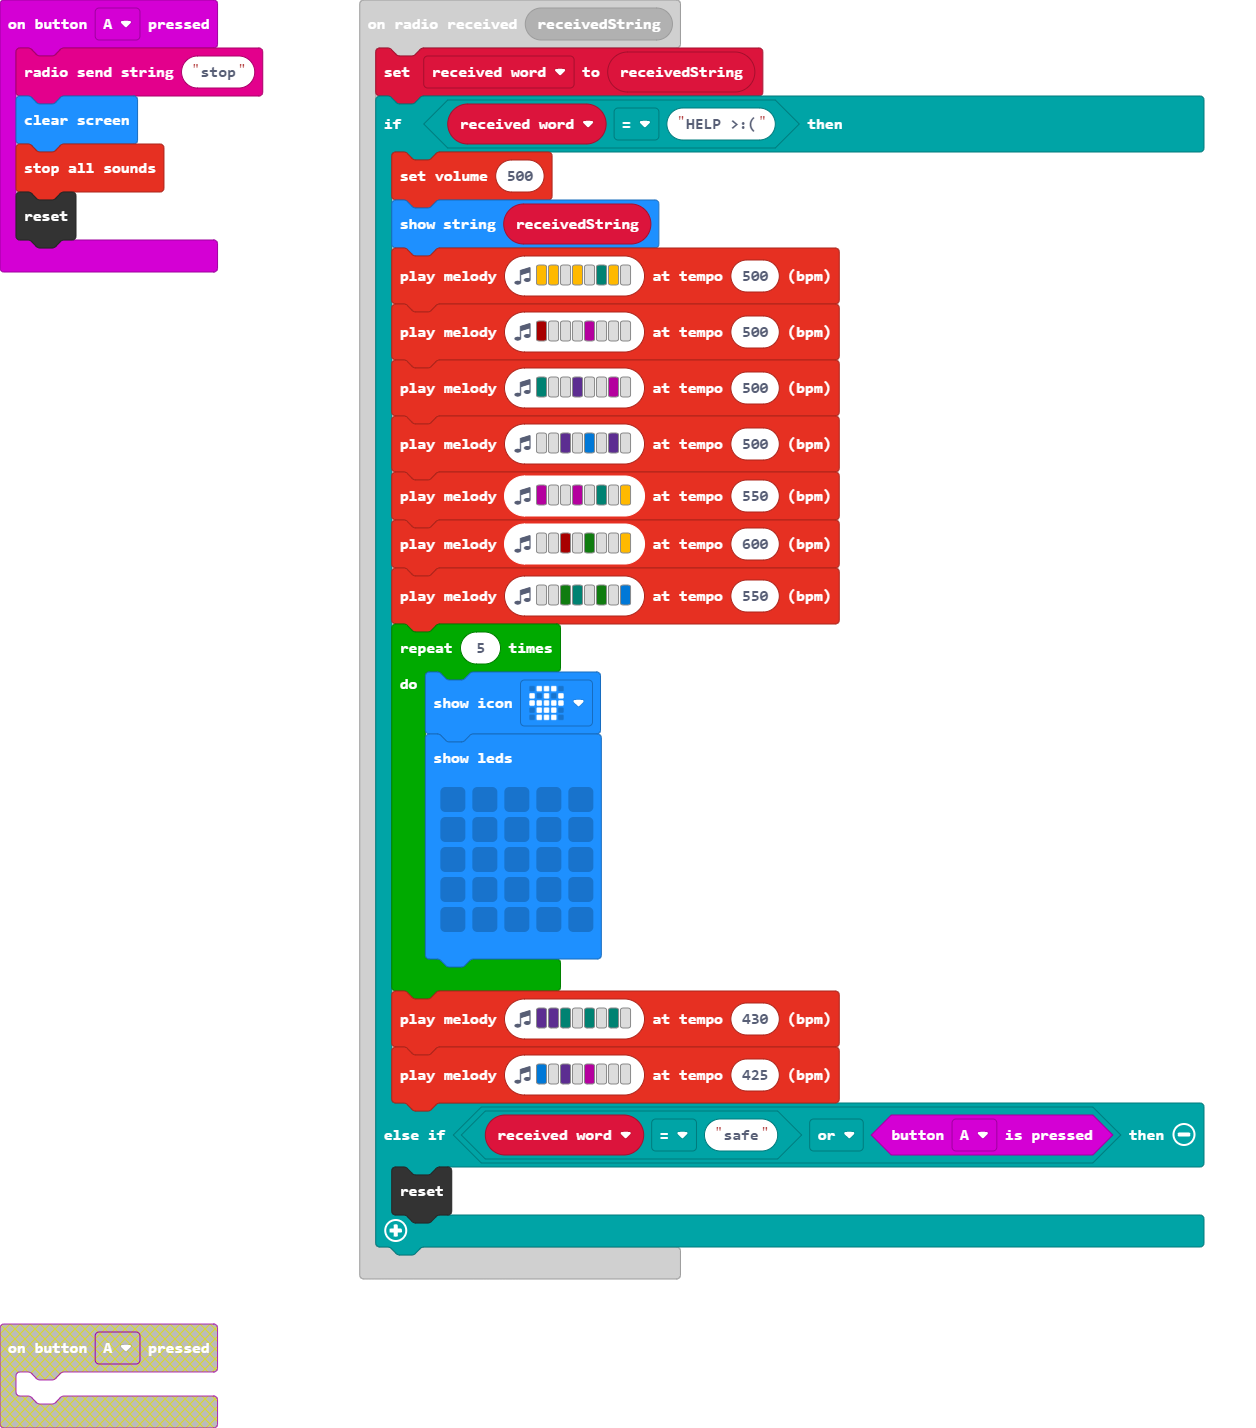 on button A pressed
radio send string "stop"
clear screen
stop all sounds
reset
on radio received receivedString
set received word to receivedString
if received word = "HELP >:(" then
set volume 500
show string receivedString
play melody at tempo 500 (bpm)
play melody at tempo 500 (bpm)
play melody at tempo 500 (bpm)
play melody at tempo 500 (bpm)
play melody at tempo 550 (bpm)
play melody at tempo 600 (bpm)
play melody at tempo 550 (bpm)
repeat 5 times
do
show icon
show leds
play melody at tempo 430 (bpm)
play melody at tempo 425 (bpm)
else if received word = "safe" or button A is pressed then
reset
on button A pressed